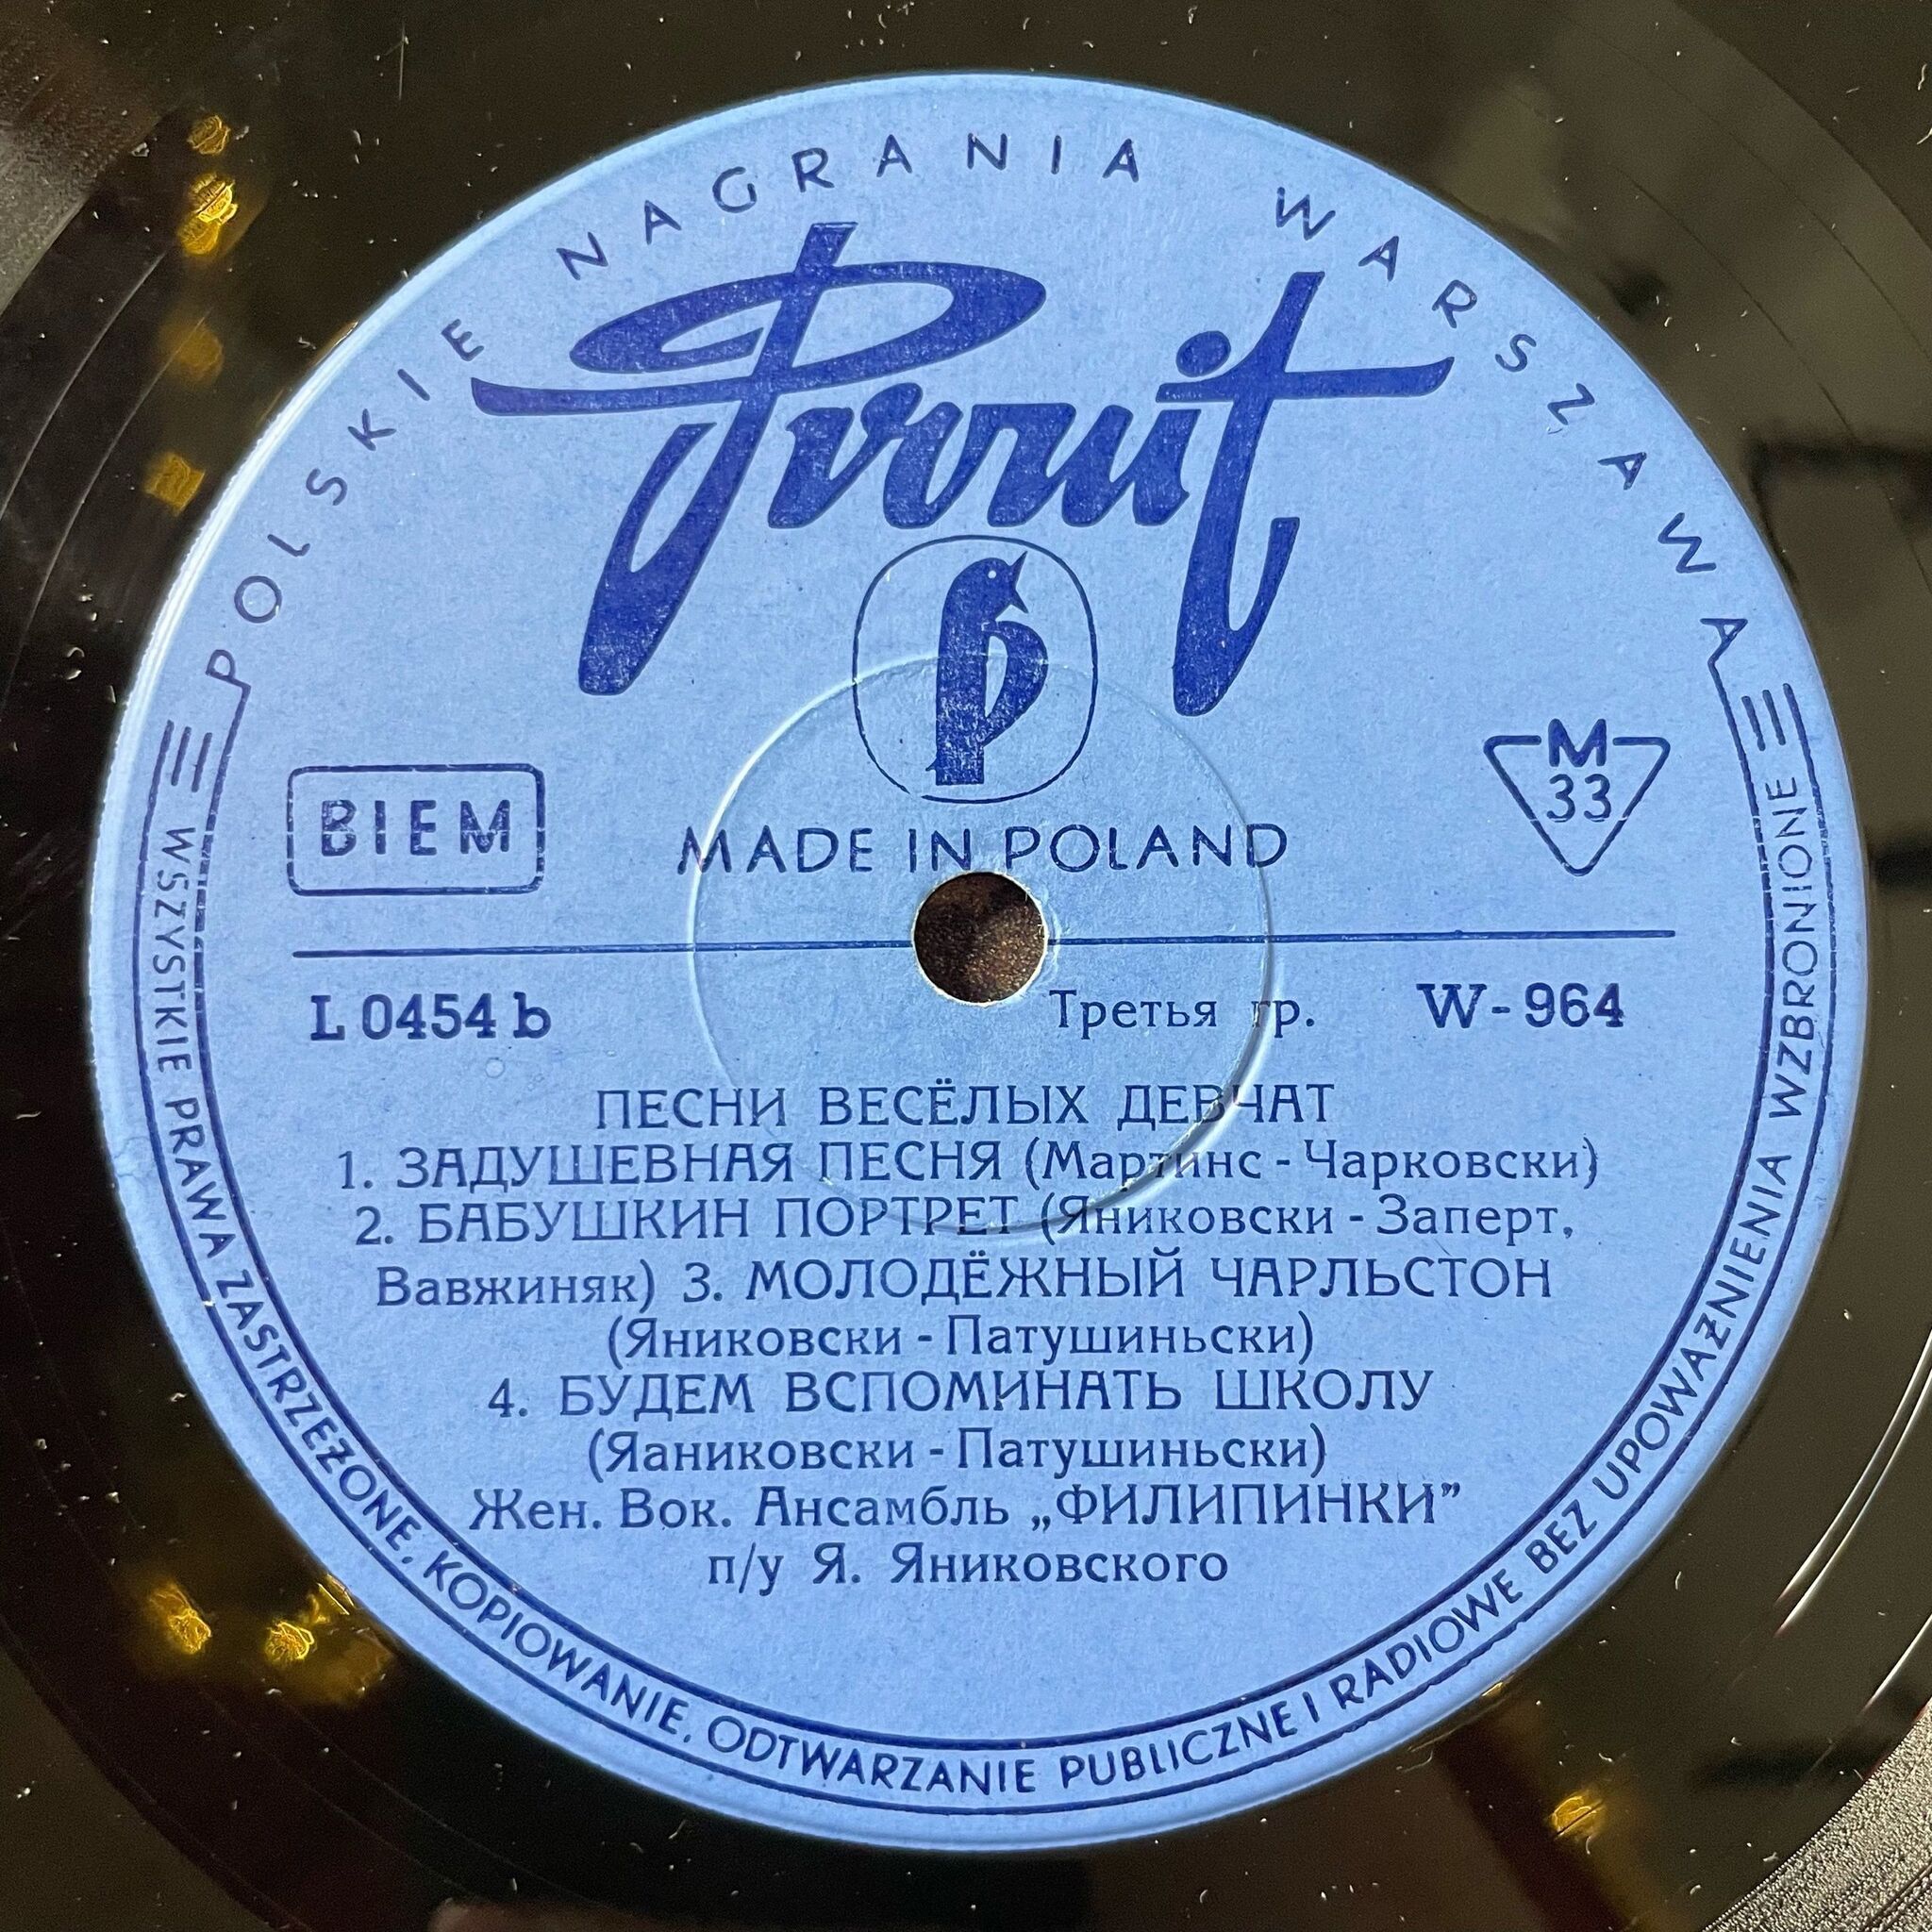 POLSKIE NAGRANIA WARSZAWA
Pronit
BIEM
M
33
MADE IN POLAND
L 0454 b
Третья гр.
W-964
ПЕСНИ ВЕСЁЛЫХ ДЕВЧАТ
1. ЗАДУШЕВНАЯ ПЕСНЯ (Мартинс - Чарковски)
2. БАБУШКИН ПОРТРЕТ (Яниковски - Заперт,
Вавжиняк) 3. МОЛОДЁЖНЫЙ ЧАРЛЬСТОН
(Яниковски - Патушиньски)
4. БУДЕМ ВСПОМИНАТЬ ШКОЛУ
(Яаниковски - Патушиньски)
Жен. Вок. Ансамбль „ФИЛИПИНКИ”
п/у Я. Яниковского
WSZYSTKIE PRAWA ZASTRZEŻONE. KOPIOWANIE, ODTWARZANIE PUBLICZNE I RADIOWE BEZ UPOWAŻNIENIA WZBRONIONE